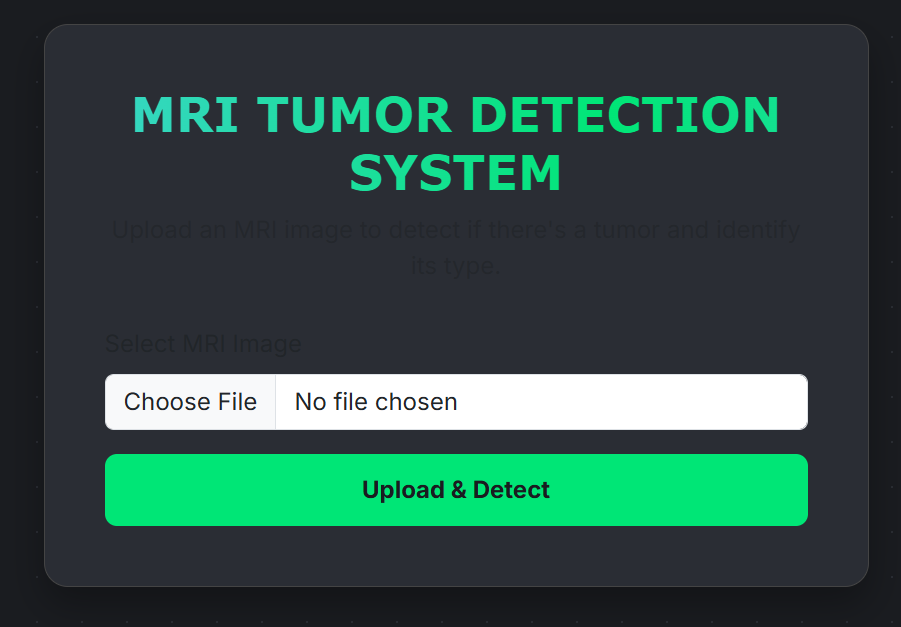 MRI TUMOR DETECTION
SYSTEM
Upload an MRI image to detect if there's a tumor and identify
its type.
Select MRI Image
Choose File No file chosen
Upload & Detect